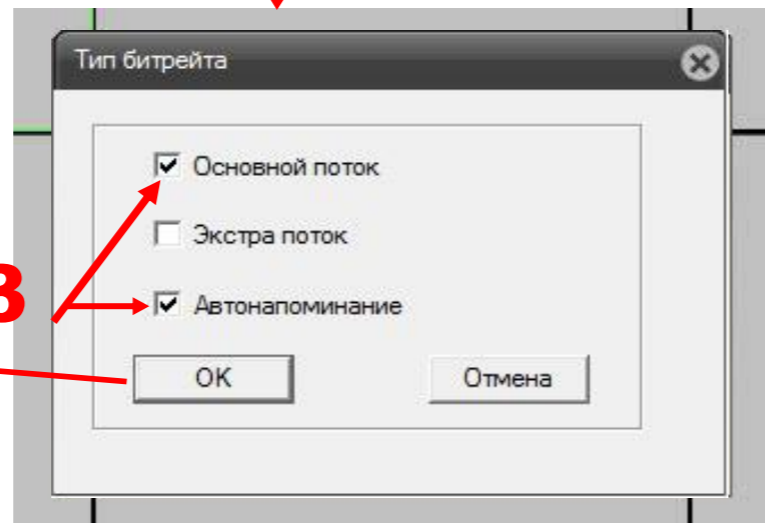 Тип битрейта
Основной поток
Экстра поток
3
Автонапоминание
OK Отмена